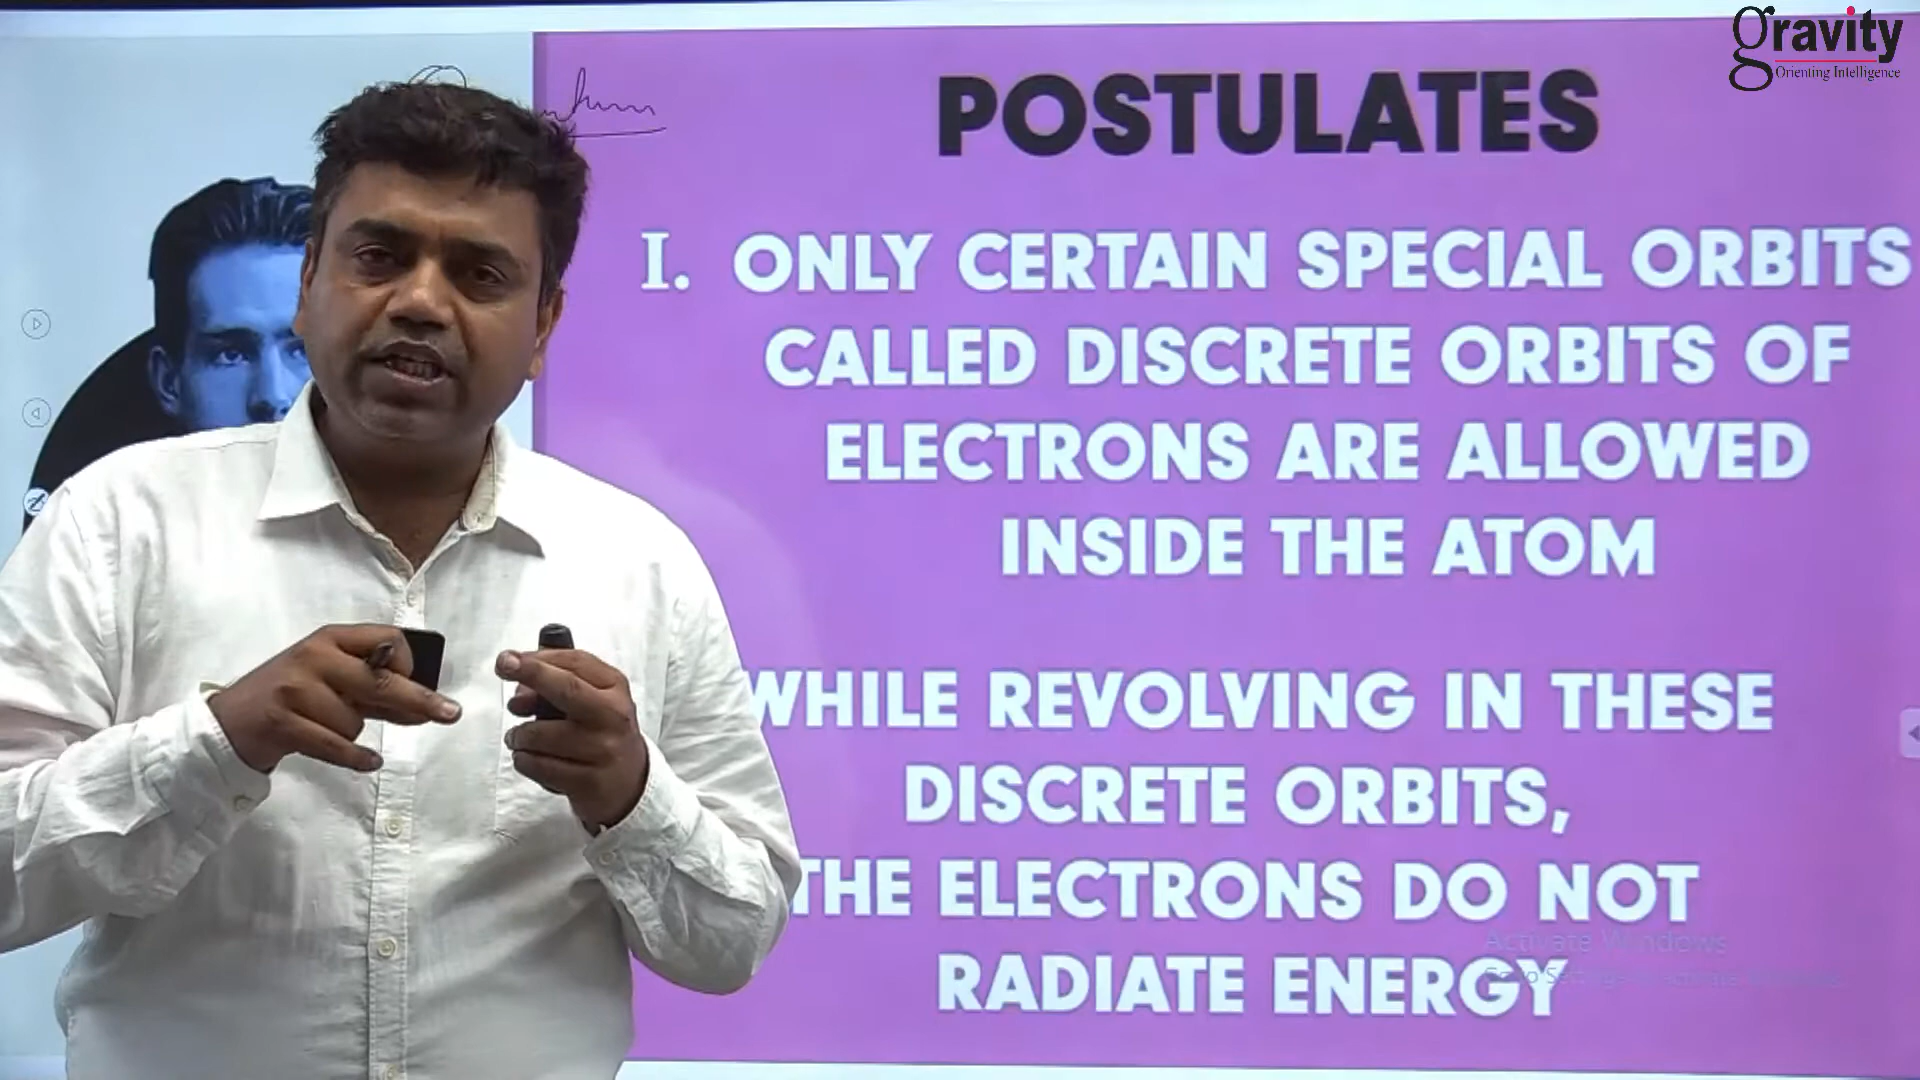 gravity
Orienting Intelligence
POSTULATES
I. ONLY CERTAIN SPECIAL ORBITS
CALLED DISCRETE ORBITS OF
ELECTRONS ARE ALLOWED
INSIDE THE ATOM
WHILE REVOLVING IN THESE
DISCRETE ORBITS,
THE ELECTRONS DO NOT
RADIATE ENERGY
Activate Windows